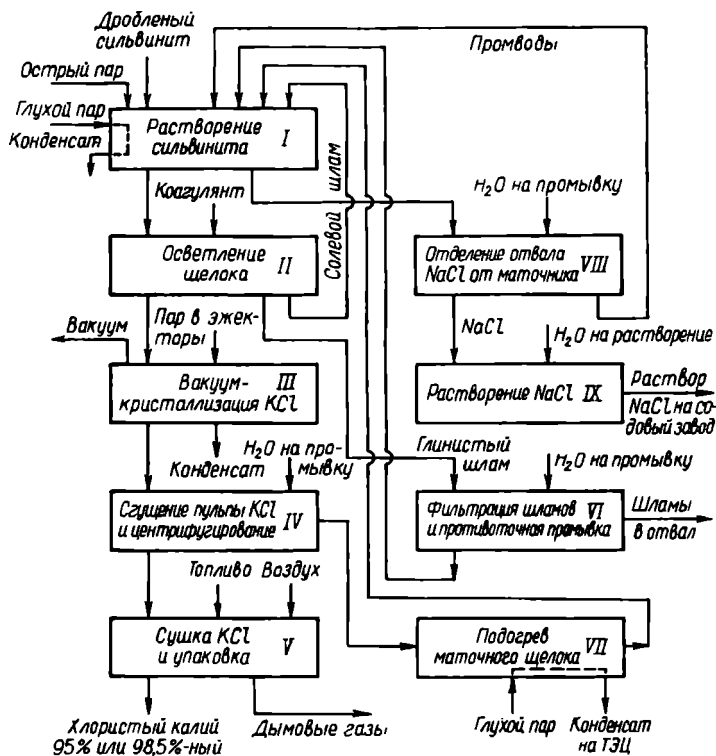 Дробленый
сильвинит
Промводы
Острый пар
Глухой пар
Конденсат
Растворение
сильвинита
I
Коагулянт
Солевой шлам
H₂O на промывку
Осветление
щелока
II
Отделение отвала
NaCl от маточника
VIII
Вакуум
Пар в эжек-
торы
NaCl
H₂O на растворение
Вакуум-
кристаллизация KCl
III
Растворение NaCl IX
Раствор
NaCl на со-
довый завод
Конденсат
H₂O на про-
мывку
Глинистый
шлам
H₂O на промывку
Сгущение пульпы KCl
и центрифугирование
IV
Фильтрация шламов
и противоточная промывка
VI
Шламы
в отвал
Топливо Воздух
Сушка KCl
и упаковка
V
Подогрев
маточного щелока
VII
Хлористый калий
95% или 98,5%-ный
Дымовые газы
Глухой пар
Конденсат
на ТЭЦ